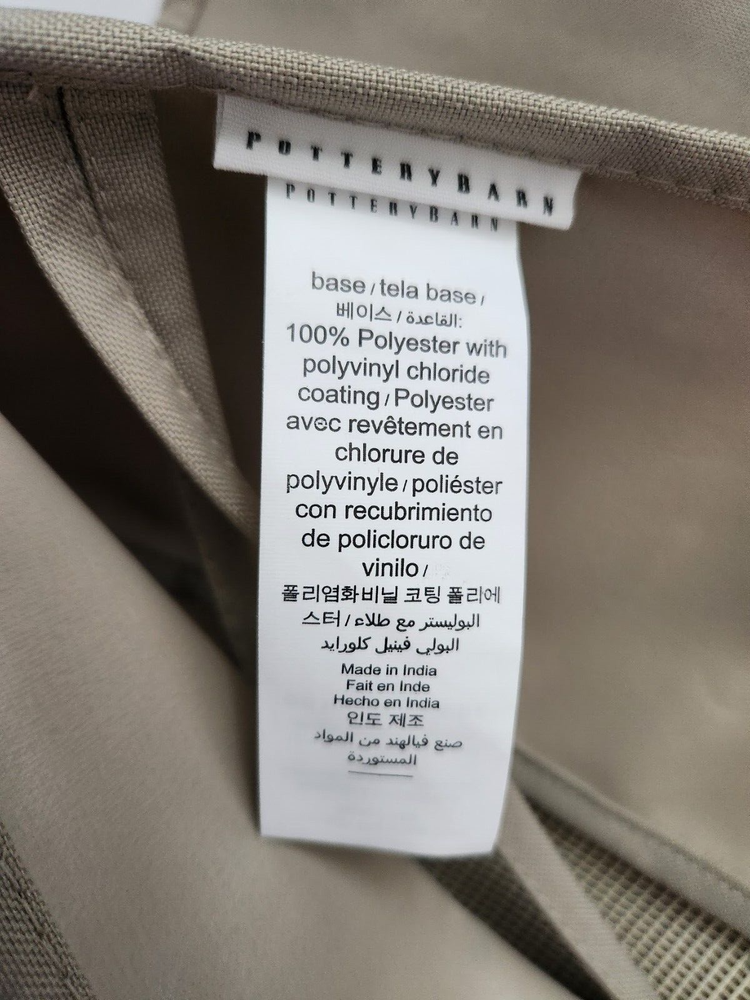 POTTERYBARN
POTTERYBARN
base / tela base /
베이스 / القاعدة:
100% Polyester with
polyvinyl chloride
coating / Polyester
avec revêtement en
chlorure de
polyvinyle / poliéster
con recubrimiento
de policloruro de
vinilo /
폴리염화비닐 코팅 폴리에
스터 / البوليستر مع طلاء
البولي فينيل كلورايد
Made in India
Fait en Inde
Hecho en India
인도 제조
صنع فيالهند من المواد
المستوردة